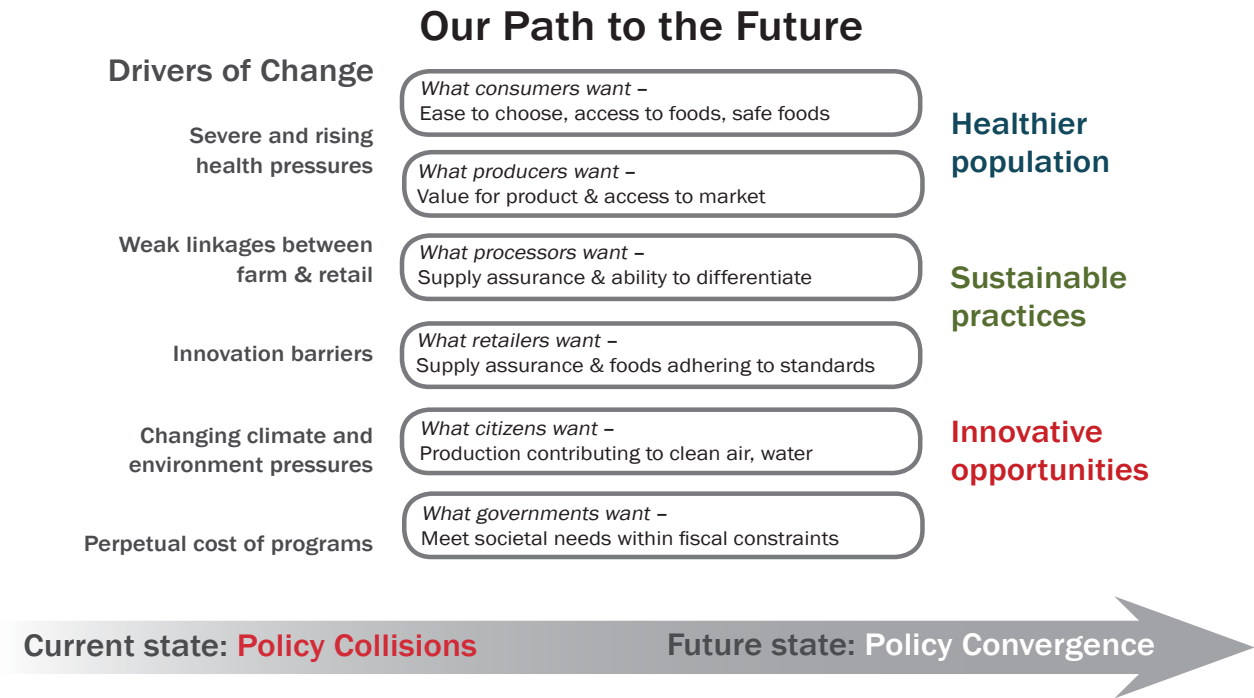 Our Path to the Future
Drivers of Change
Severe and rising
health pressures
Weak linkages between
farm & retail
Innovation barriers
Changing climate and
environment pressures
Perpetual cost of programs
What consumers want –
Ease to choose, access to foods, safe foods
What producers want –
Value for product & access to market
What processors want –
Supply assurance & ability to differentiate
What retailers want –
Supply assurance & foods adhering to standards
What citizens want –
Production contributing to clean air, water
What governments want –
Meet societal needs within fiscal constraints
Healthier
population
Sustainable
practices
Innovative
opportunities
Current state: Policy Collisions
Future state: Policy Convergence